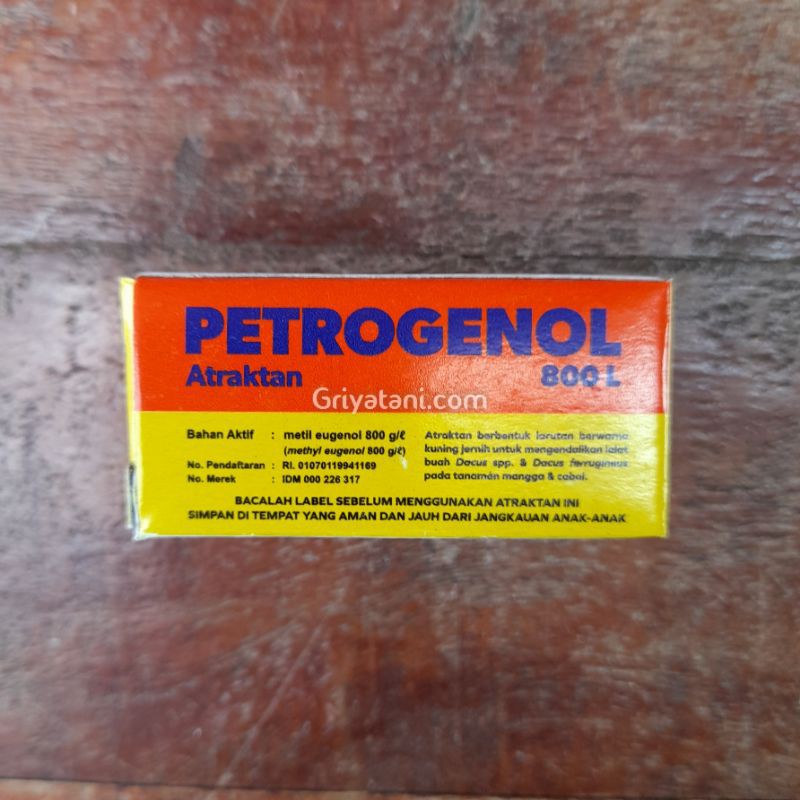 PETROGENOL
Atraktan 800 L
Griyatani.com
Bahan Aktif : metil eugenol 800 g/ℓ
(methyl eugenol 800 g/ℓ)
No. Pendaftaran : RI. 01070119941169
No. Merek : IDM 000 226 317
Atraktan berbentuk larutan berwarna
kuning jernih untuk mengendalikan lalat
buah Dacus spp. & Dacus ferrugineus
pada tanaman mangga & cabai.
BACALAH LABEL SEBELUM MENGGUNAKAN ATRAKTAN INI
SIMPAN DI TEMPAT YANG AMAN DAN JAUH DARI JANGKAUAN ANAK-ANAK